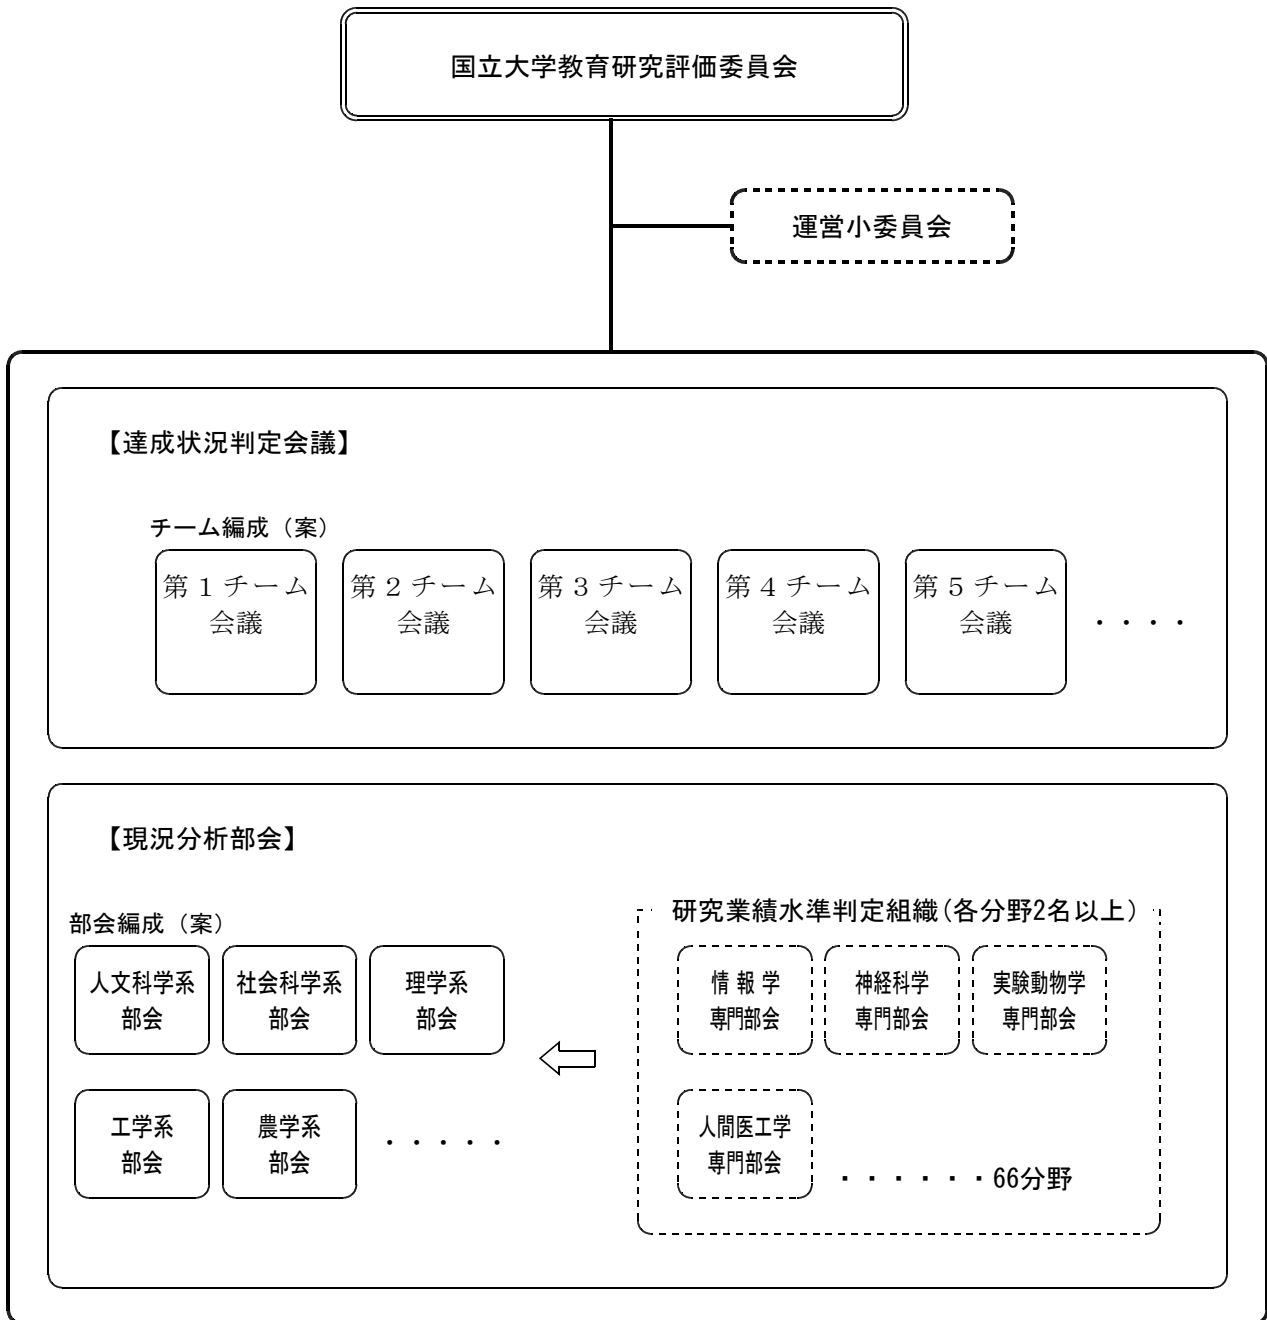 国立大学教育研究評価委員会
運営小委員会
【達成状況判定会議】
チーム編成（案）
第１チーム
会議
第２チーム
会議
第３チーム
会議
第４チーム
会議
第５チーム
会議
・・・・
【現況分析部会】
部会編成（案）
人文科学系
部会
社会科学系
部会
理学系
部会
工学系
部会
農学系
部会
・・・・・
研究業績水準判定組織（各分野2名以上）
情報学
専門部会
神経科学
専門部会
実験動物学
専門部会
人間医工学
専門部会
・・・・・・66分野